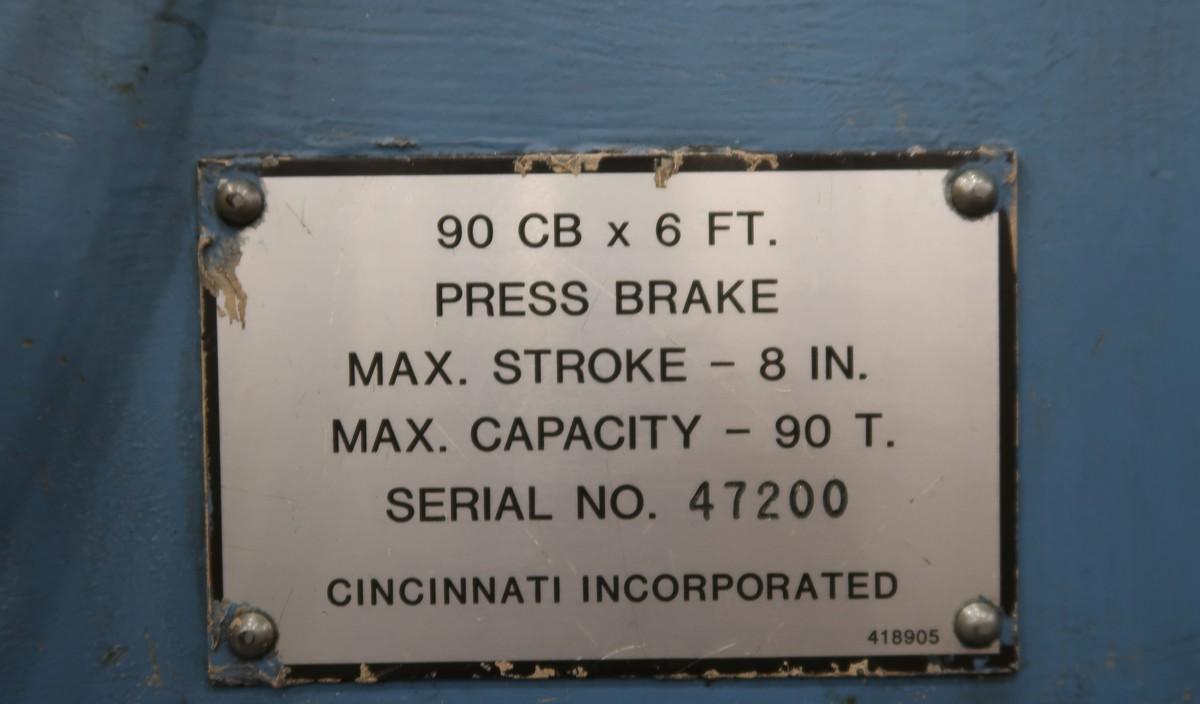 90 CB x 6 FT.
PRESS BRAKE
MAX. STROKE – 8 IN.
MAX. CAPACITY – 90 T.
SERIAL NO. 47200
CINCINNATI INCORPORATED
418905